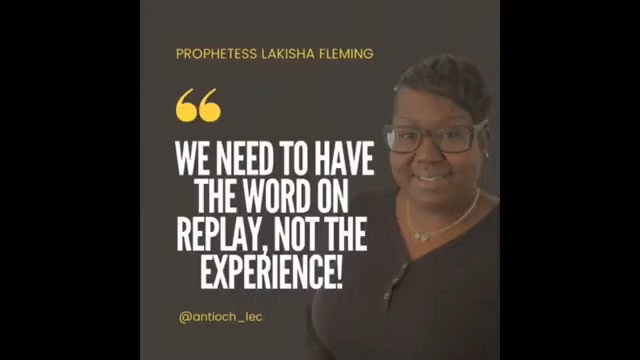 PROPHETESS LAKISHA FLEMING
“
WE NEED TO HAVE
THE WORD ON
REPLAY, NOT THE
EXPERIENCE!
@antioch_lec